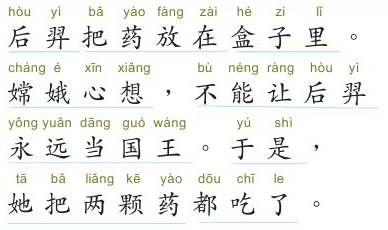 hòu yì bǎ yào fàng zài hé zi lǐ
后羿把药放在盒子里。
cháng é xīn xiǎng bù néng ràng hòu yì
嫦娥心想，不能让后羿
yǒng yuǎn dāng guó wáng yú shì
永远当国王。于是，
tā bǎ liǎng kē yào dōu chī le
她把两颗药都吃了。